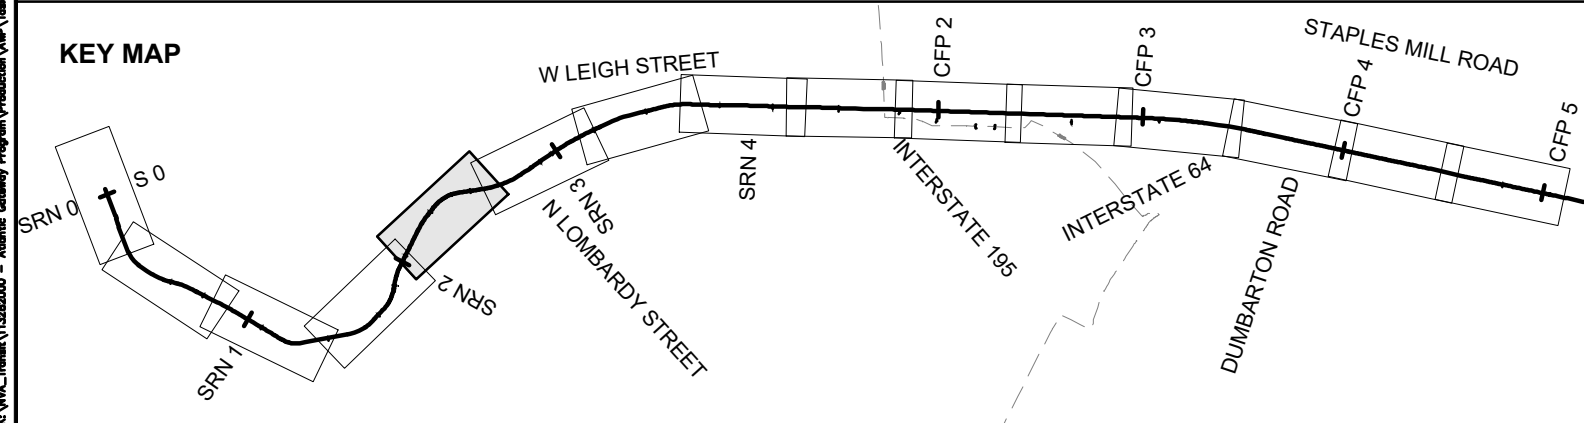 KEY MAP
W LEIGH STREET
CFP 2
CFP 3
STAPLES MILL ROAD
CFP 4
CFP 5
S 0
SRN 0
SRN 1
SRN 2
SRN 3
N LOMBARDY STREET
SRN 4
INTERSTATE 195
INTERSTATE 64
DUMBARTON ROAD